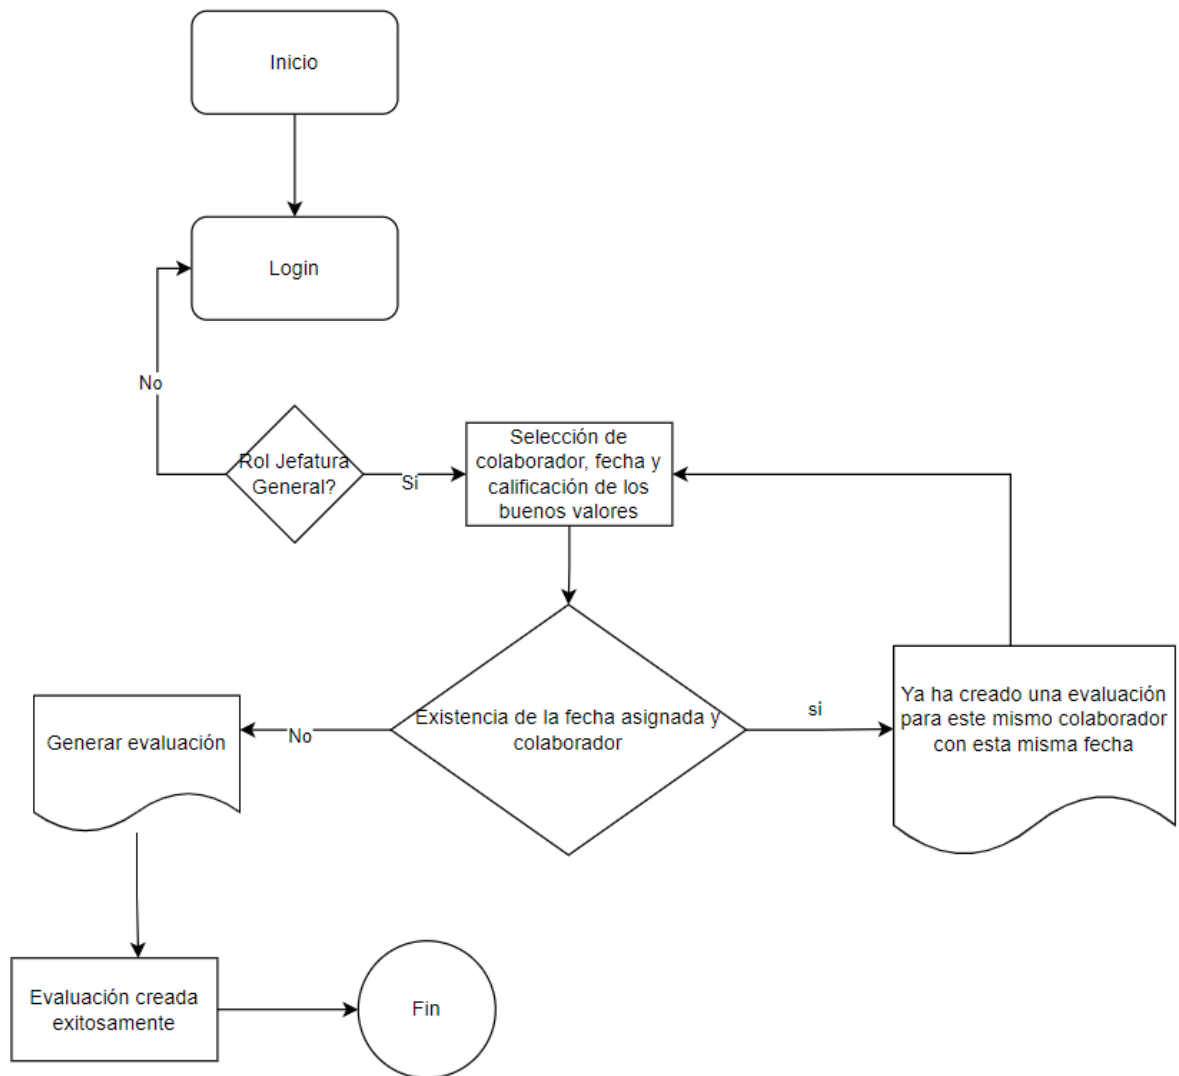 Inicio
Login
No
Rol Jefatura
General?
Sí
Selección de
colaborador, fecha y
calificación de los
buenos valores
Existencia de la fecha asignada y
colaborador
si
Ya ha creado una evaluación
para este mismo colaborador
con esta misma fecha
No
Generar evaluación
Evaluación creada
exitosamente
Fin